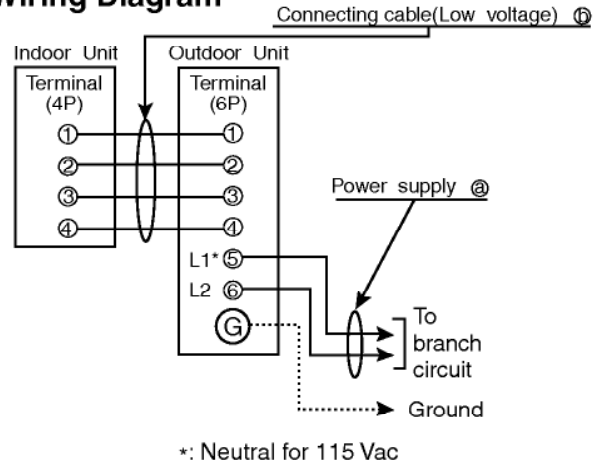 Wiring Diagram
Connecting cable(Low voltage) ⓑ
Indoor Unit
Outdoor Unit
Terminal
(4P)
Terminal
(6P)
① ①
② ②
③ ③
④ ④
L1* ⑤
L2 ⑥
G
Power supply ⓐ
To
branch
circuit
Ground
*: Neutral for 115 Vac